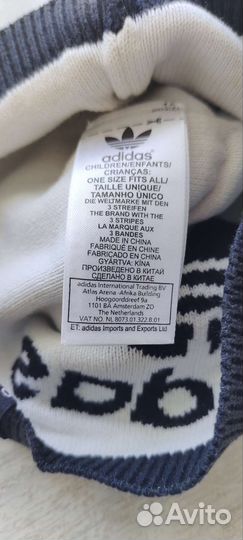 adidas
CHILDREN/ENFANTS/
CRIANÇAS:
ONE SIZE FITS ALL/
TAILLE UNIQUE/
TAMANHO ÚNICO
DIE WELTMARKE MIT DEN
3 STREIFEN
THE BRAND WITH THE
3 STRIPES
LA MARQUE AUX
3 BANDES
MADE IN CHINA
FABRIQUÉ EN CHINE
FABRICADO EN CHINA
GYÁRTVA: KÍNA
ПРОИЗВЕДЕНО В КИТАЙ
СДЕЛАНО В КИТАЕ
adidas International Trading BV
Atlas Arena -Afrika Building
Hoogoorddreef 9a
1101 BA Amsterdam ZO
The Netherlands
VAT NO. NL 8073.01.322.B.01
ET: adidas Imports and Exports Ltd.
Avito